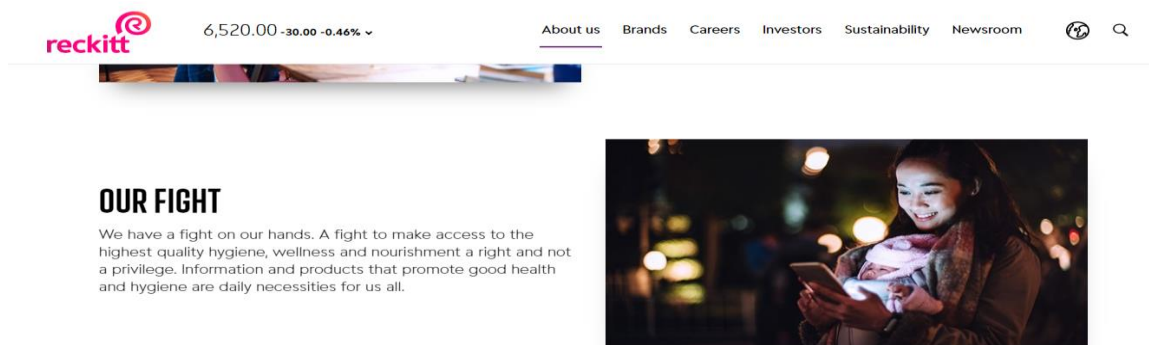 reckitt
6,520.00 -30.00 -0.46%
About us Brands Careers Investors Sustainability Newsroom
OUR FIGHT
We have a fight on our hands. A fight to make access to the
highest quality hygiene, wellness and nourishment a right and not
a privilege. Information and products that promote good health
and hygiene are daily necessities for us all.